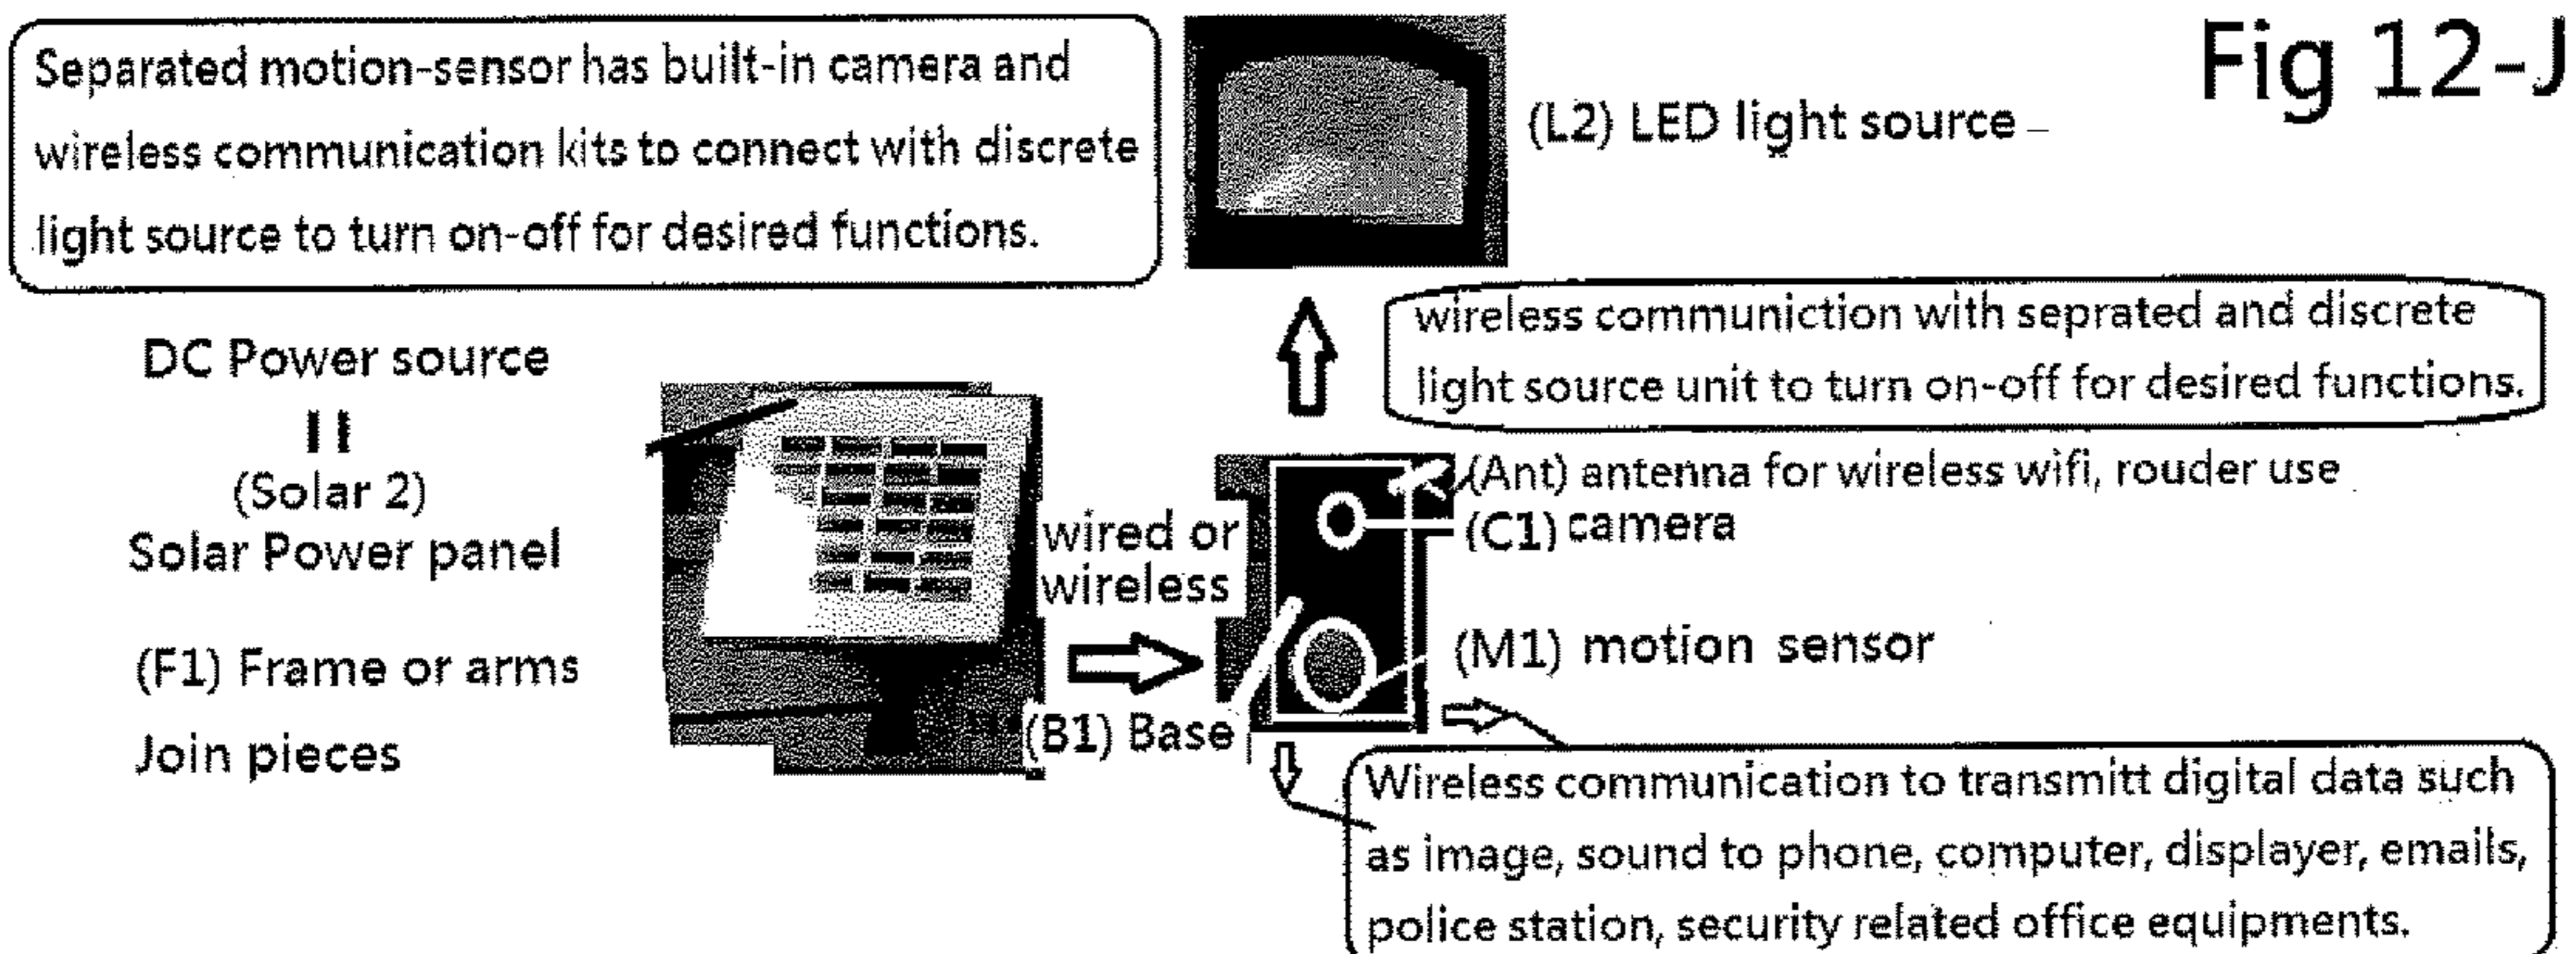 Fig 12-J
Separated motion-sensor has built-in camera and
wireless communication kits to connect with discrete
light source to turn on-off for desired functions.
(L2) LED light source
wireless communiction with seprated and discrete
light source unit to turn on-off for desired functions.
DC Power source
(Solar 2)
Solar Power panel
(F1) Frame or arms
Join pieces
wired or
wireless
(B1) Base
(Ant) antenna for wireless wifi, rouder use
(C1) camera
(M1) motion sensor
Wireless communication to transmitt digital data such
as image, sound to phone, computer, displayer, emails,
police station, security related office equipments.